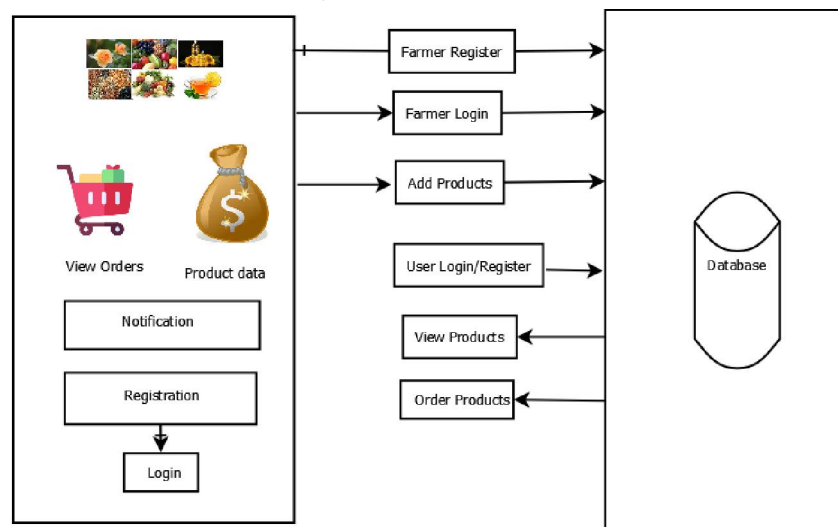 Farmer Register
Farmer Login
Add Products
View Orders
Product data
User Login/Register
Database
Notification
View Products
Registration
Order Products
Login